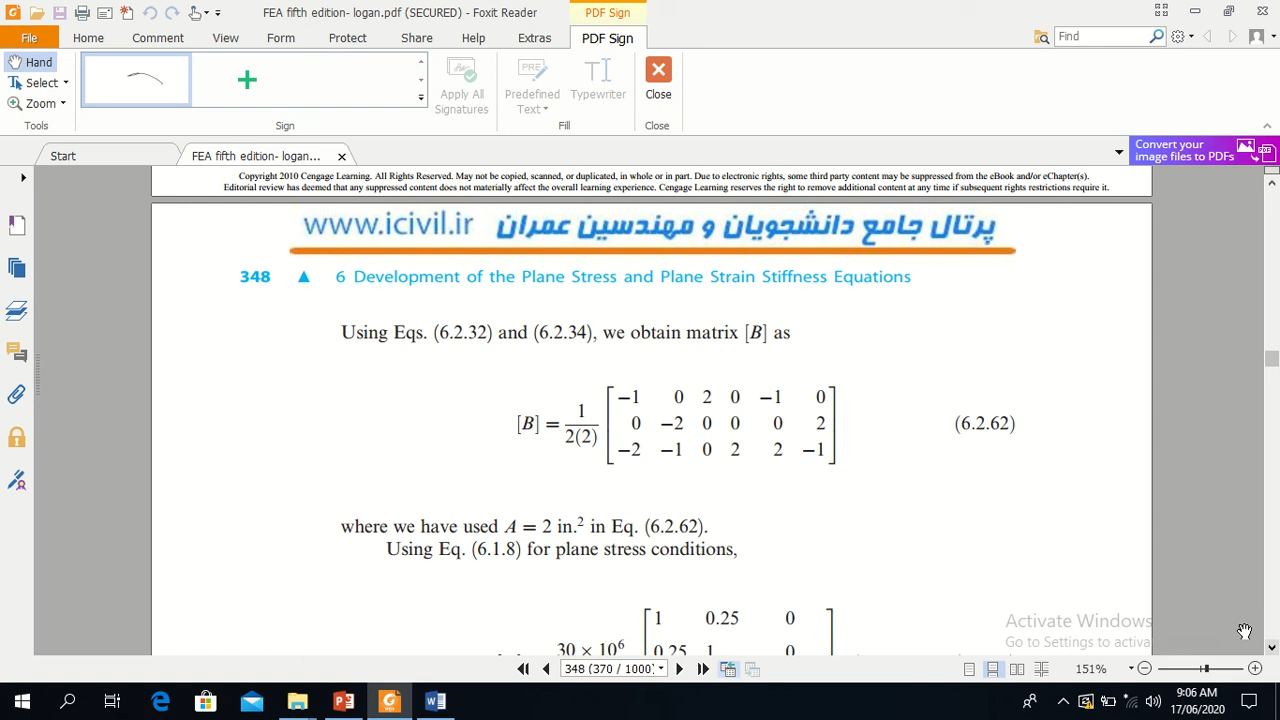 FEA fifth edition- logan.pdf (SECURED) - Foxit Reader
PDF Sign
File Home Comment View Form Protect Share Help Extras PDF Sign
Find
Hand
Select
Zoom
Tools
Sign
Apply All
Signatures
Predefined
Text
Typewriter
Fill
Close
Close
Start
FEA fifth edition- logan...
Convert your
image files to PDFs
Copyright 2010 Cengage Learning. All Rights Reserved. May not be copied, scanned, or duplicated, in whole or in part. Due to electronic rights, some third party content may be suppressed from the eBook and/or eChapter(s).
Editorial review has deemed that any suppressed content does not materially affect the overall learning experience. Cengage Learning reserves the right to remove additional content at any time if subsequent rights restrictions require it.
www.icivil.ir پرتال جامع دانشجویان و مهندسین عمران
348 ▲ 6 Development of the Plane Stress and Plane Strain Stiffness Equations
Using Eqs. (6.2.32) and (6.2.34), we obtain matrix [B] as
−1 0 2 0 −1 0
[B] = 1/2(2) 0 −2 0 0 0 2 (6.2.62)
−2 −1 0 2 2 −1
where we have used A = 2 in.² in Eq. (6.2.62).
Using Eq. (6.1.8) for plane stress conditions,
1 0.25 0
30 × 10⁶ 0.25 1 0
Activate Windows
Go to Settings to activa
348 (370 / 1000)
151%
9:06 AM
17/06/2020